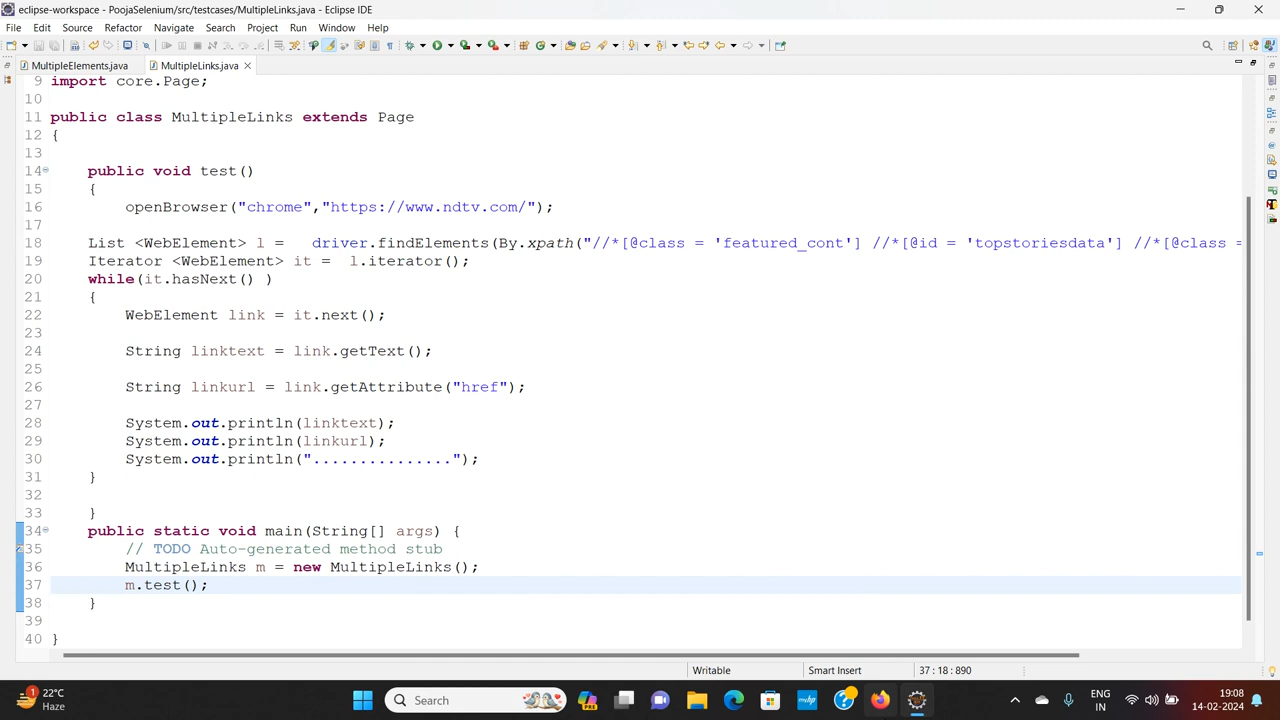 eclipse-workspace - PoojaSelenium/src/testcases/MultipleLinks.java - Eclipse IDE
File Edit Source Refactor Navigate Search Project Run Window Help
MultipleElements.java MultipleLinks.java
9 import core.Page;
10
11 public class MultipleLinks extends Page
12 {
13
14 public void test()
15 {
16 openBrowser("chrome","https://www.ndtv.com/");
17
18 List <WebElement> l = driver.findElements(By.xpath("//*[@class = 'featured_cont'] //*[@id = 'topstoriesdata'] //*[@class =
19 Iterator <WebElement> it = l.iterator();
20 while(it.hasNext() )
21 {
22 WebElement link = it.next();
23
24 String linktext = link.getText();
25
26 String linkurl = link.getAttribute("href");
27
28 System.out.println(linktext);
29 System.out.println(linkurl);
30 System.out.println("...............");
31 }
32
33 }
34 public static void main(String[] args) {
35 // TODO Auto-generated method stub
36 MultipleLinks m = new MultipleLinks();
37 m.test();
38 }
39
40 }
Writable Smart Insert 37 : 18 : 890
1 22°C Haze Search PRE ENG IN 19:08 14-02-2024